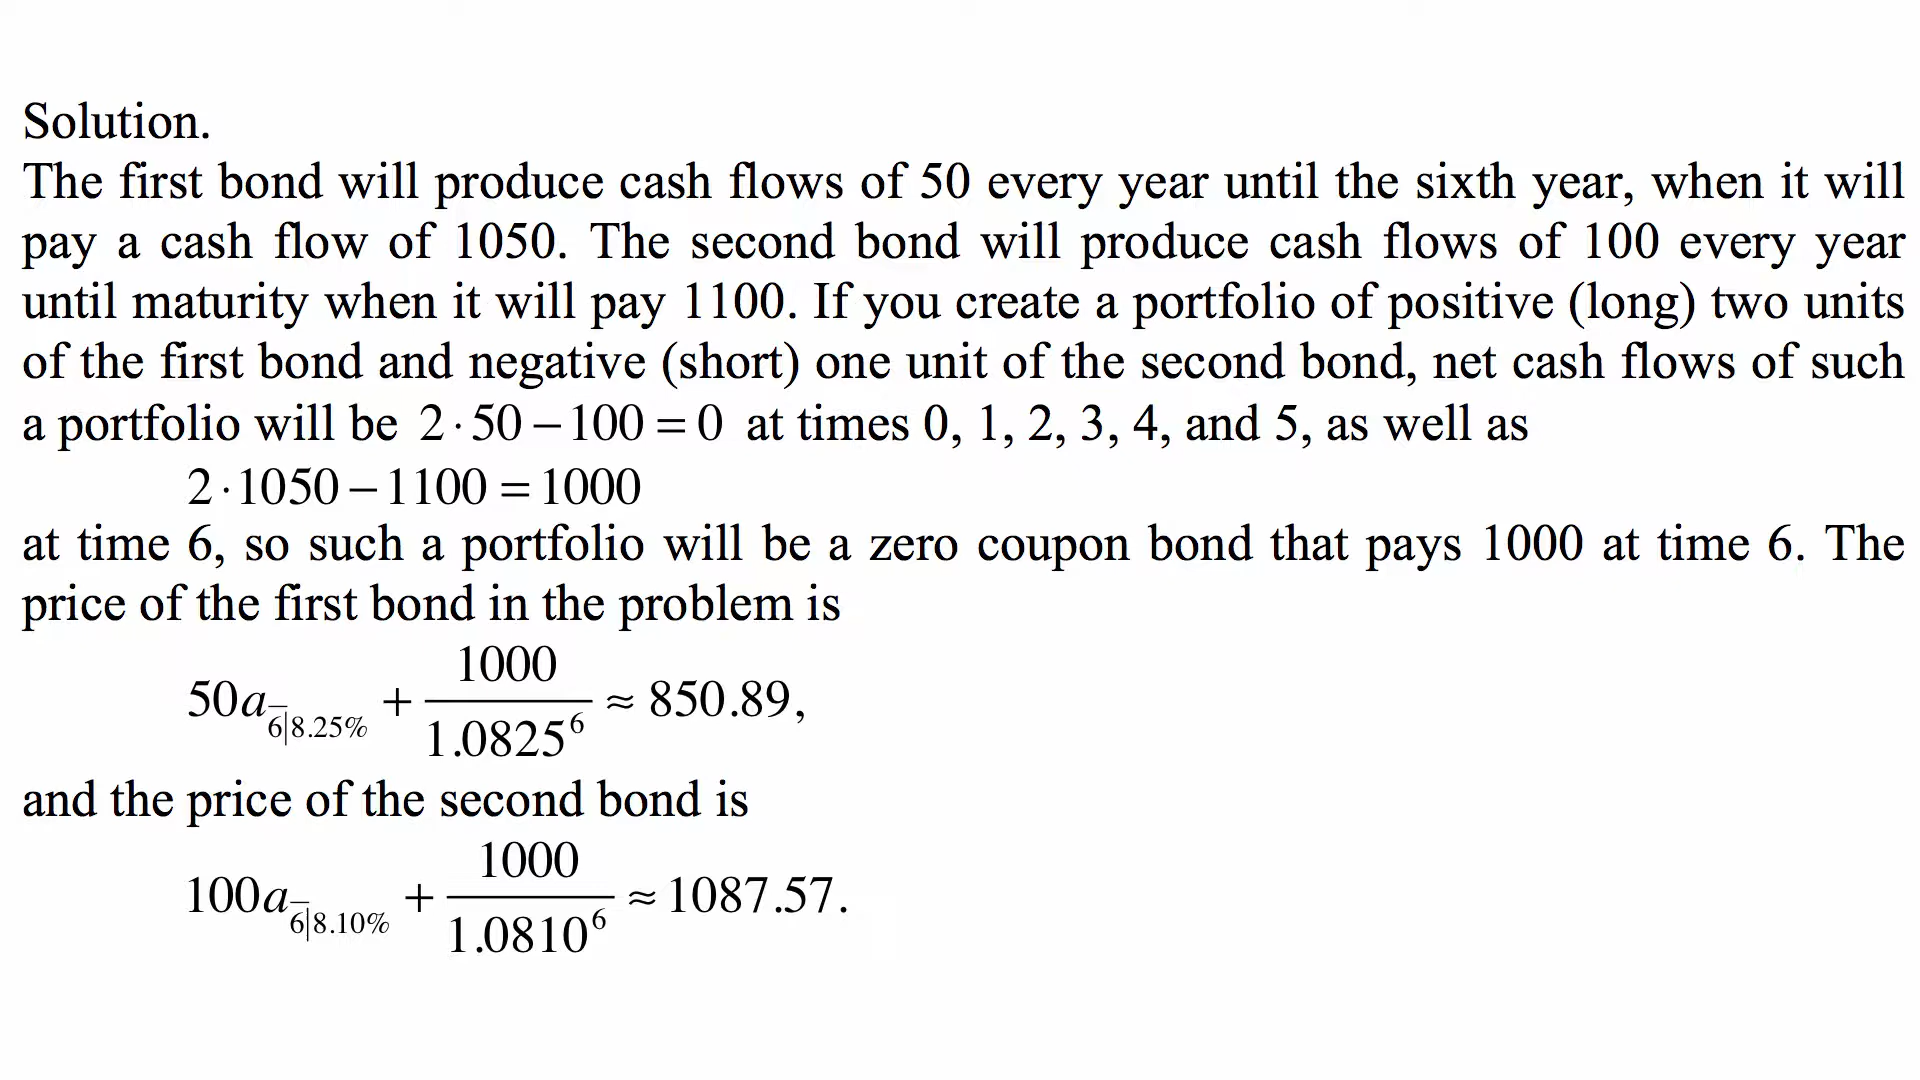 Solution.
The first bond will produce cash flows of 50 every year until the sixth year, when it will
pay a cash flow of 1050. The second bond will produce cash flows of 100 every year
until maturity when it will pay 1100. If you create a portfolio of positive (long) two units
of the first bond and negative (short) one unit of the second bond, net cash flows of such
a portfolio will be 2·50−100=0 at times 0, 1, 2, 3, 4, and 5, as well as
2·1050−1100=1000
at time 6, so such a portfolio will be a zero coupon bond that pays 1000 at time 6. The
price of the first bond in the problem is
$50a_{\overline{6}|8.25\%} + \frac{1000}{1.0825^6} ≈ 850.89,$
and the price of the second bond is
$100a_{\overline{6}|8.10\%} + \frac{1000}{1.0810^6} ≈ 1087.57.$